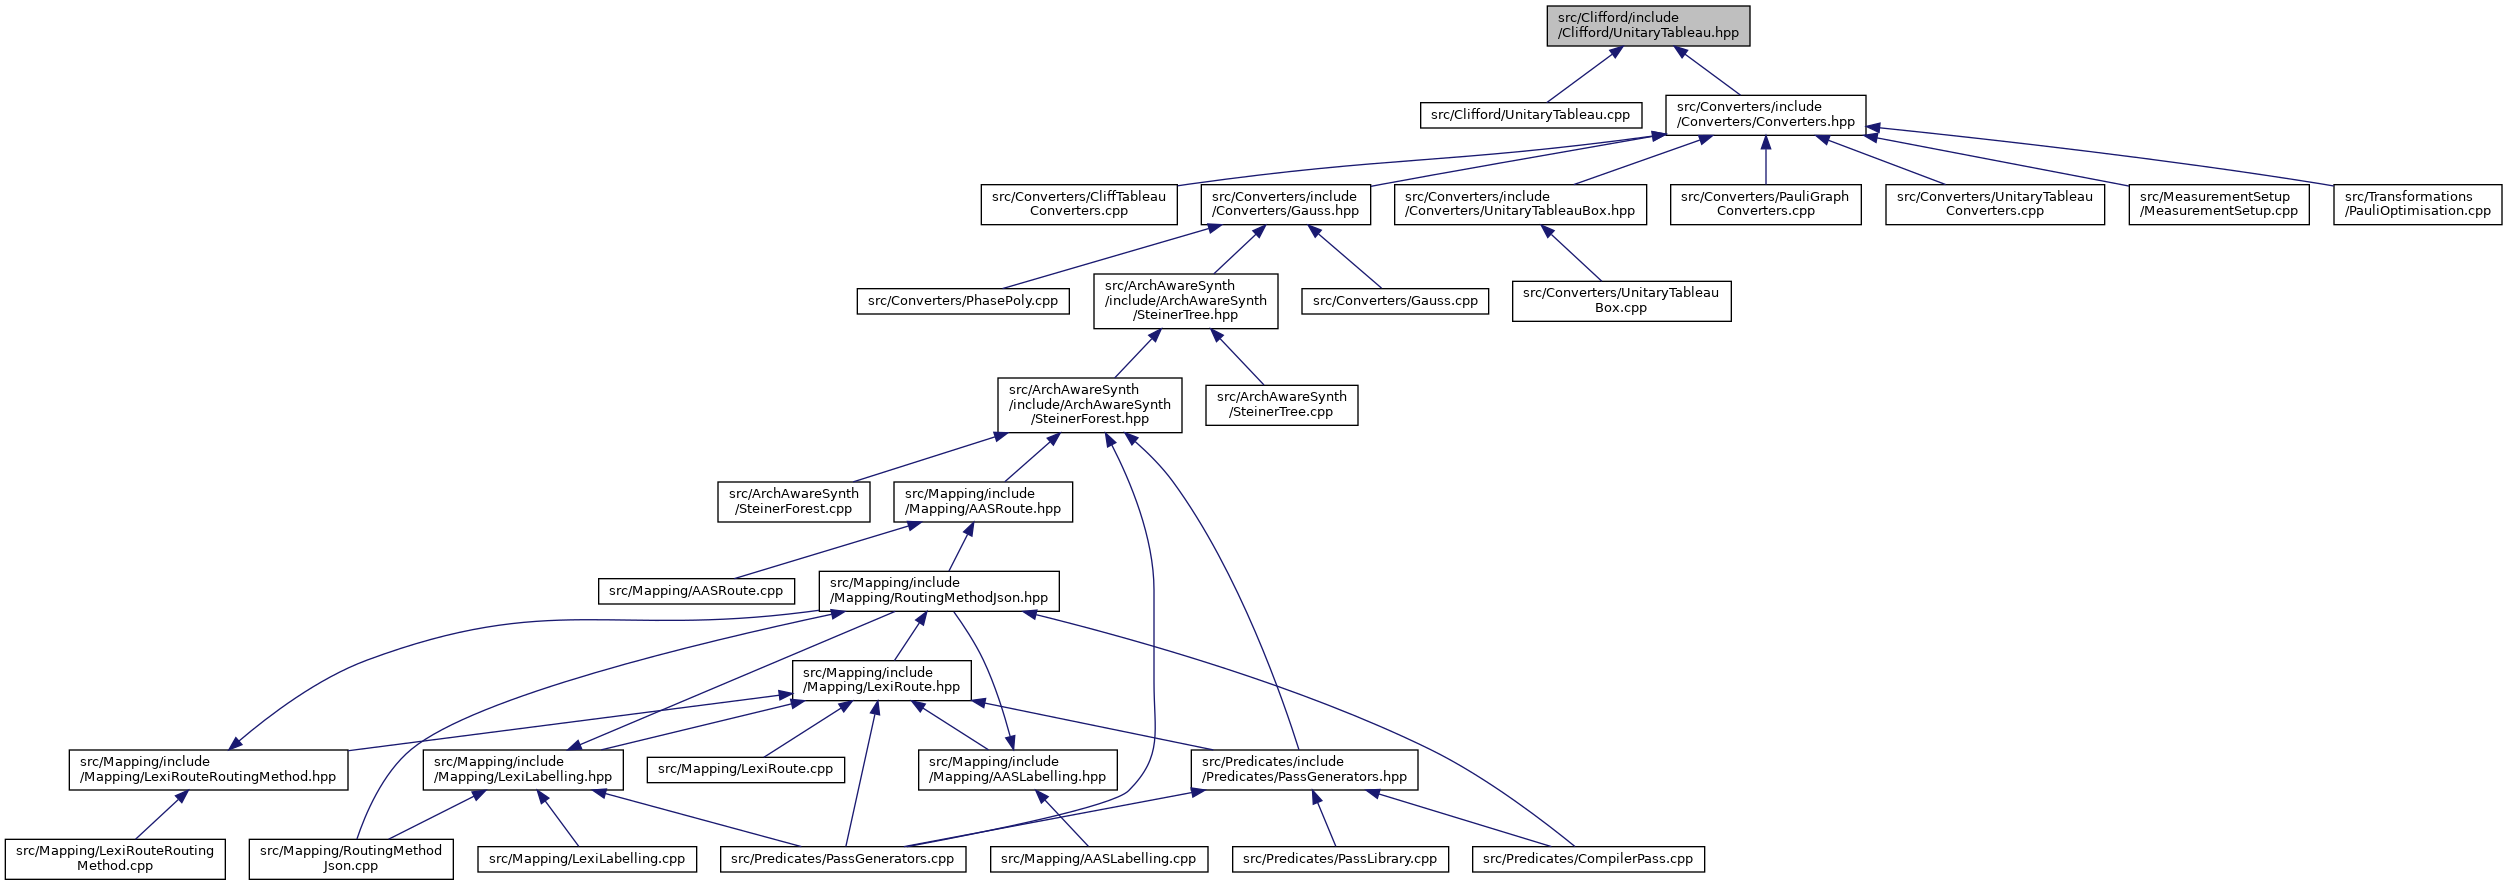 src/Clifford/include
/Clifford/UnitaryTableau.hpp
src/Clifford/UnitaryTableau.cpp
src/Converters/include
/Converters/Converters.hpp
src/Converters/CliffTableau
Converters.cpp
src/Converters/include
/Converters/Gauss.hpp
src/Converters/include
/Converters/UnitaryTableauBox.hpp
src/Converters/PauliGraph
Converters.cpp
src/Converters/UnitaryTableau
Converters.cpp
src/MeasurementSetup
/MeasurementSetup.cpp
src/Transformations
/PauliOptimisation.cpp
src/Converters/PhasePoly.cpp
src/ArchAwareSynth
/include/ArchAwareSynth
/SteinerTree.hpp
src/Converters/Gauss.cpp
src/Converters/UnitaryTableau
Box.cpp
src/ArchAwareSynth
/include/ArchAwareSynth
/SteinerForest.hpp
src/ArchAwareSynth
/SteinerTree.cpp
src/ArchAwareSynth
/SteinerForest.cpp
src/Mapping/include
/Mapping/AASRoute.hpp
src/Mapping/AASRoute.cpp
src/Mapping/include
/Mapping/RoutingMethodJson.hpp
src/Mapping/include
/Mapping/LexiRoute.hpp
src/Mapping/include
/Mapping/LexiRouteRoutingMethod.hpp
src/Mapping/include
/Mapping/LexiLabelling.hpp
src/Mapping/LexiRoute.cpp
src/Mapping/include
/Mapping/AASLabelling.hpp
src/Predicates/include
/Predicates/PassGenerators.hpp
src/Mapping/LexiRouteRouting
Method.cpp
src/Mapping/RoutingMethod
Json.cpp
src/Mapping/LexiLabelling.cpp
src/Predicates/PassGenerators.cpp
src/Mapping/AASLabelling.cpp
src/Predicates/PassLibrary.cpp
src/Predicates/CompilerPass.cpp